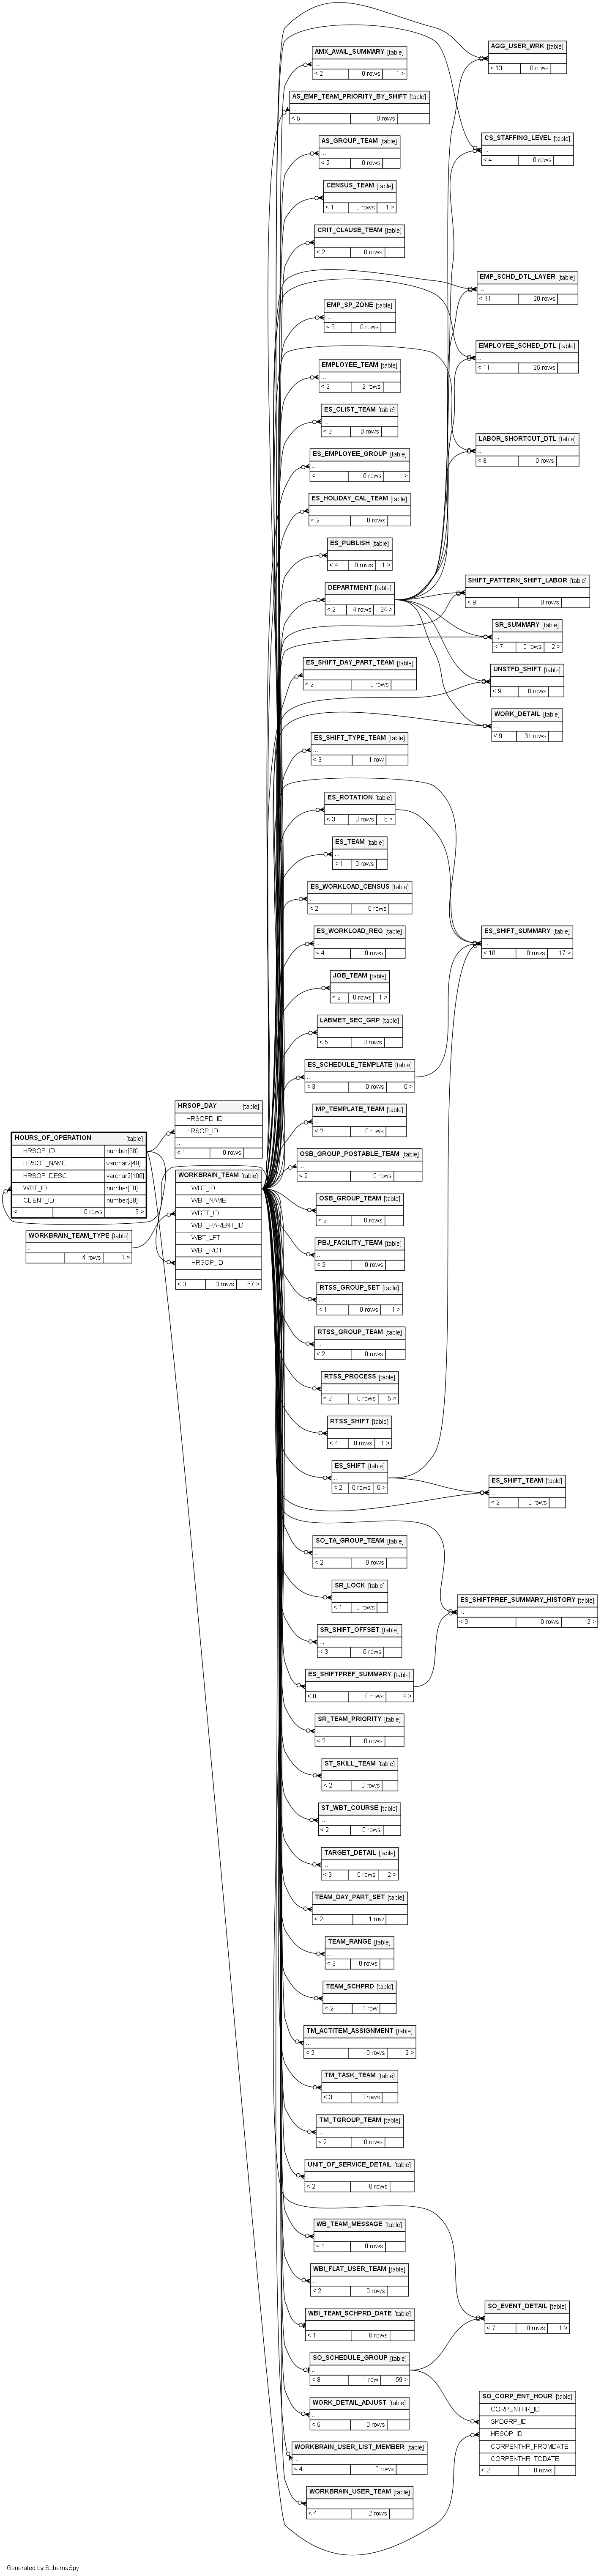 AGG_USER_WRK [table]
...
< 13 0 rows
AMX_AVAIL_SUMMARY [table]
...
< 2 0 rows 1 >
AS_EMP_TEAM_PRIORITY_BY_SHIFT [table]
...
< 5 0 rows
CS_STAFFING_LEVEL [table]
...
< 4 0 rows
AS_GROUP_TEAM [table]
...
< 2 0 rows
CENSUS_TEAM [table]
...
< 1 0 rows 1 >
CRIT_CLAUSE_TEAM [table]
...
< 2 0 rows
EMP_SCHD_DTL_LAYER [table]
...
< 11 20 rows
EMP_SP_ZONE [table]
...
< 3 0 rows
EMPLOYEE_SCHED_DTL [table]
...
< 11 25 rows
EMPLOYEE_TEAM [table]
...
< 2 2 rows
ES_CLIST_TEAM [table]
...
< 2 0 rows
LABOR_SHORTCUT_DTL [table]
...
< 8 0 rows
ES_EMPLOYEE_GROUP [table]
...
< 1 0 rows 1 >
ES_HOLIDAY_CAL_TEAM [table]
...
< 2 0 rows
ES_PUBLISH [table]
...
< 4 0 rows 1 >
SHIFT_PATTERN_SHIFT_LABOR [table]
...
< 9 0 rows
DEPARTMENT [table]
...
< 2 4 rows 24 >
SR_SUMMARY [table]
...
< 7 0 rows 2 >
ES_SHIFT_DAY_PART_TEAM [table]
...
< 2 0 rows
UNSTFD_SHIFT [table]
...
< 9 0 rows
WORK_DETAIL [table]
...
< 9 31 rows
ES_SHIFT_TYPE_TEAM [table]
...
< 3 1 row
ES_ROTATION [table]
...
< 3 0 rows 6 >
ES_TEAM [table]
...
< 1 0 rows
ES_WORKLOAD_CENSUS [table]
...
< 2 0 rows
ES_WORKLOAD_REQ [table]
...
< 4 0 rows
ES_SHIFT_SUMMARY [table]
...
< 10 0 rows 17 >
JOB_TEAM [table]
...
< 2 0 rows 1 >
LABMET_SEC_GRP [table]
...
< 5 0 rows
ES_SCHEDULE_TEMPLATE [table]
...
< 3 0 rows 6 >
HRSOP_DAY [table]
HRSOPD_ID
HRSOP_ID
...
< 1 0 rows
MP_TEMPLATE_TEAM [table]
...
< 2 0 rows
HOURS_OF_OPERATION [table]
HRSOP_ID number[38]
HRSOP_NAME varchar2[40]
HRSOP_DESC varchar2[100]
WBT_ID number[38]
CLIENT_ID number[38]
< 1 0 rows 3 >
OSB_GROUP_POSTABLE_TEAM [table]
...
< 2 0 rows
WORKBRAIN_TEAM [table]
WBT_ID
WBT_NAME
WBTT_ID
WBT_PARENT_ID
WBT_LFT
WBT_RGT
HRSOP_ID
...
< 3 3 rows 67 >
OSB_GROUP_TEAM [table]
...
< 2 0 rows
WORKBRAIN_TEAM_TYPE [table]
...
4 rows 1 >
PBJ_FACILITY_TEAM [table]
...
< 2 0 rows
RTSS_GROUP_SET [table]
...
< 1 0 rows 1 >
RTSS_GROUP_TEAM [table]
...
< 2 0 rows
RTSS_PROCESS [table]
...
< 2 0 rows 5 >
RTSS_SHIFT [table]
...
< 4 0 rows 1 >
ES_SHIFT [table]
...
< 2 0 rows 6 >
ES_SHIFT_TEAM [table]
...
< 2 0 rows
SO_TA_GROUP_TEAM [table]
...
< 2 0 rows
SR_LOCK [table]
...
< 1 0 rows
ES_SHIFTPREF_SUMMARY_HISTORY [table]
...
< 8 0 rows 2 >
SR_SHIFT_OFFSET [table]
...
< 3 0 rows
ES_SHIFTPREF_SUMMARY [table]
...
< 8 0 rows 4 >
SR_TEAM_PRIORITY [table]
...
< 2 0 rows
ST_SKILL_TEAM [table]
...
< 2 0 rows
ST_WBT_COURSE [table]
...
< 2 0 rows
TARGET_DETAIL [table]
...
< 3 0 rows 2 >
TEAM_DAY_PART_SET [table]
...
< 2 1 row
TEAM_RANGE [table]
...
< 3 0 rows
TEAM_SCHPRD [table]
...
< 2 1 row
TM_ACTITEM_ASSIGNMENT [table]
...
< 2 0 rows 2 >
TM_TASK_TEAM [table]
...
< 3 0 rows
TM_TGROUP_TEAM [table]
...
< 2 0 rows
UNIT_OF_SERVICE_DETAIL [table]
...
< 2 0 rows
WB_TEAM_MESSAGE [table]
...
< 1 0 rows
WBI_FLAT_USER_TEAM [table]
...
< 2 0 rows
WBI_TEAM_SCHPRD_DATE [table]
...
< 1 0 rows
SO_EVENT_DETAIL [table]
...
< 7 0 rows 1 >
SO_SCHEDULE_GROUP [table]
...
< 8 1 row 59 >
SO_CORP_ENT_HOUR [table]
CORPENTHR_ID
SKDGRP_ID
HRSOP_ID
CORPENTHR_FROMDATE
CORPENTHR_TODATE
< 2 0 rows
WORK_DETAIL_ADJUST [table]
...
< 5 0 rows
WORKBRAIN_USER_LIST_MEMBER [table]
...
< 4 0 rows
WORKBRAIN_USER_TEAM [table]
...
< 4 2 rows
Generated by SchemaSpy